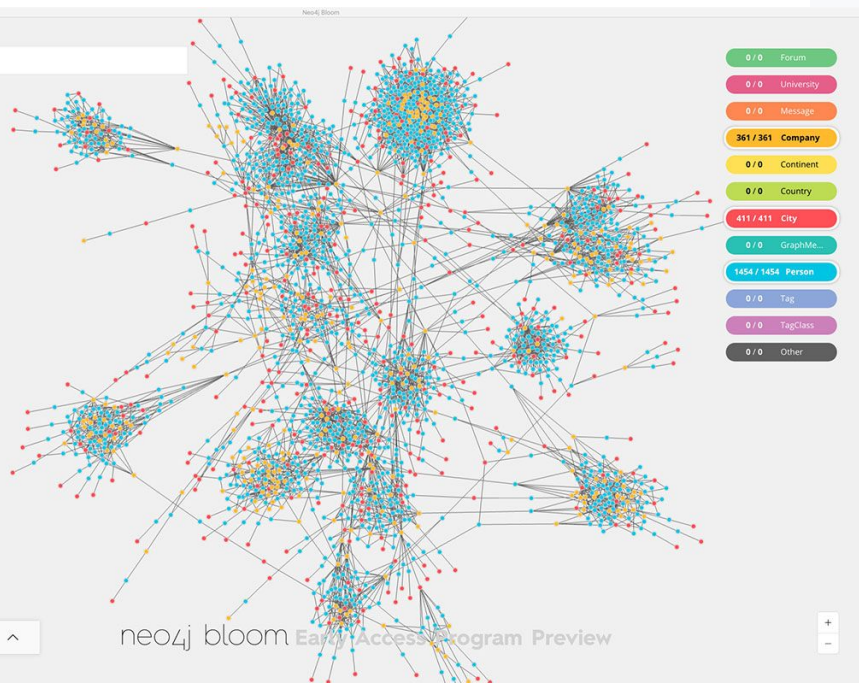 Neo4j Bloom
0 / 0 Forum
0 / 0 University
0 / 0 Message
361 / 361 Company
0 / 0 Continent
0 / 0 Country
411 / 411 City
0 / 0 GraphMe...
1454 / 1454 Person
0 / 0 Tag
0 / 0 TagClass
0 / 0 Other
neo4j bloom Early Access Program Preview